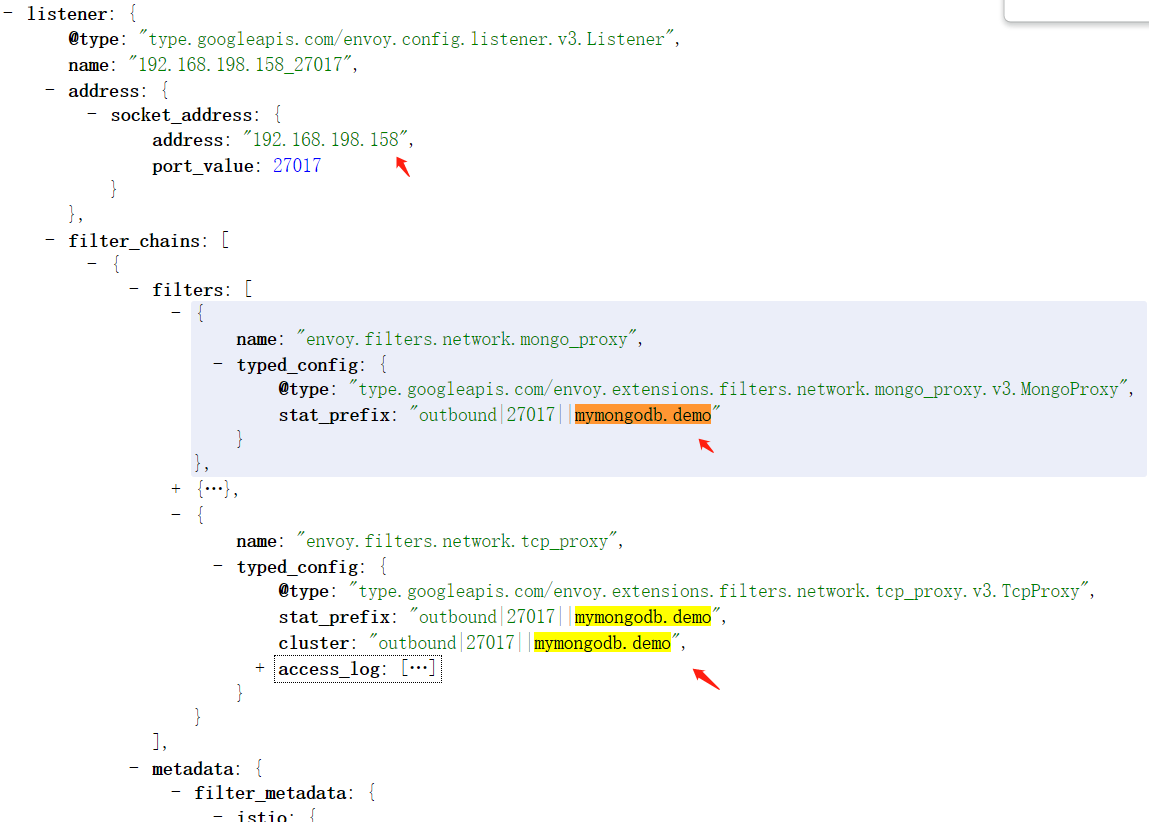 - listener: {
@type: "type.googleapis.com/envoy.config.listener.v3.Listener",
name: "192.168.198.158_27017",
- address: {
- socket_address: {
address: "192.168.198.158",
port_value: 27017
}
},
- filter_chains: [
- {
- filters: [
- {
name: "envoy.filters.network.mongo_proxy",
- typed_config: {
@type: "type.googleapis.com/envoy.extensions.filters.network.mongo_proxy.v3.MongoProxy",
stat_prefix: "outbound|27017||mymongodb.demo"
}
},
+ {…},
- {
name: "envoy.filters.network.tcp_proxy",
- typed_config: {
@type: "type.googleapis.com/envoy.extensions.filters.network.tcp_proxy.v3.TcpProxy",
stat_prefix: "outbound|27017||mymongodb.demo",
cluster: "outbound|27017||mymongodb.demo",
+ access_log: […]
}
}
],
- metadata: {
- filter_metadata: {
- istio: {